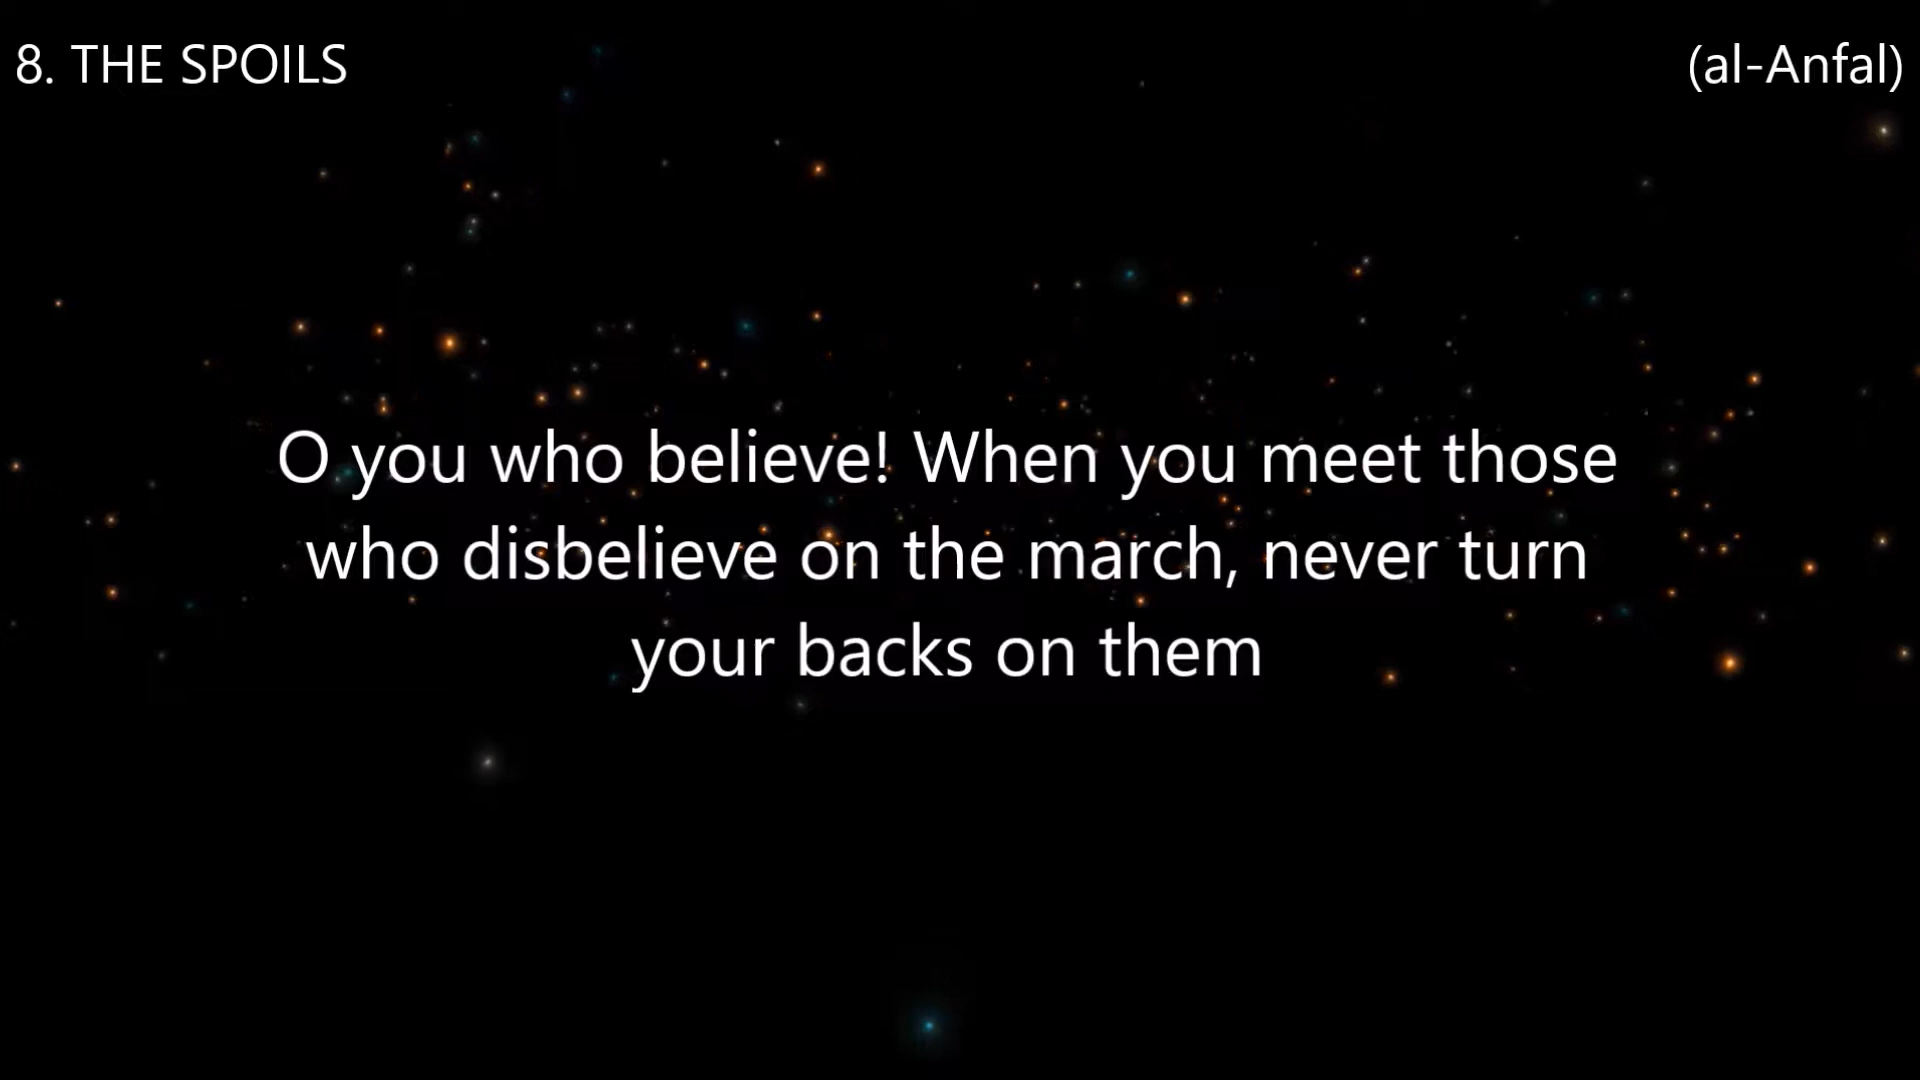 8. THE SPOILS
(al-Anfal)
O you who believe! When you meet those
who disbelieve on the march, never turn
your backs on them